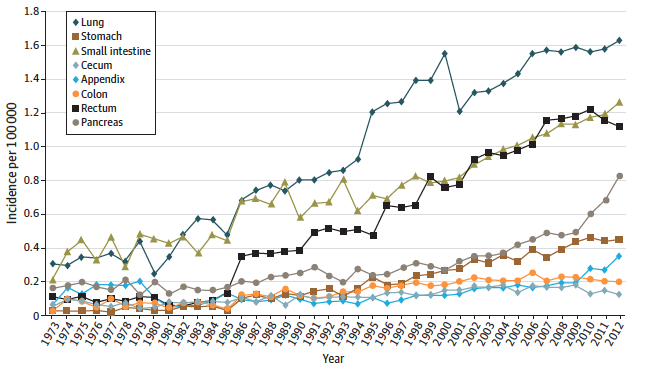 1.8
1.6
1.4
1.2
1.0
0.8
0.6
0.4
0.2
0
Incidence per 100 000
Lung
Stomach
Small intestine
Cecum
Appendix
Colon
Rectum
Pancreas
1973 1974 1975 1976 1977 1978 1979 1980 1981 1982 1983 1984 1985 1986 1987 1988 1989 1990 1991 1992 1993 1994 1995 1996 1997 1998 1999 2000 2001 2002 2003 2004 2005 2006 2007 2008 2009 2010 2011 2012
Year